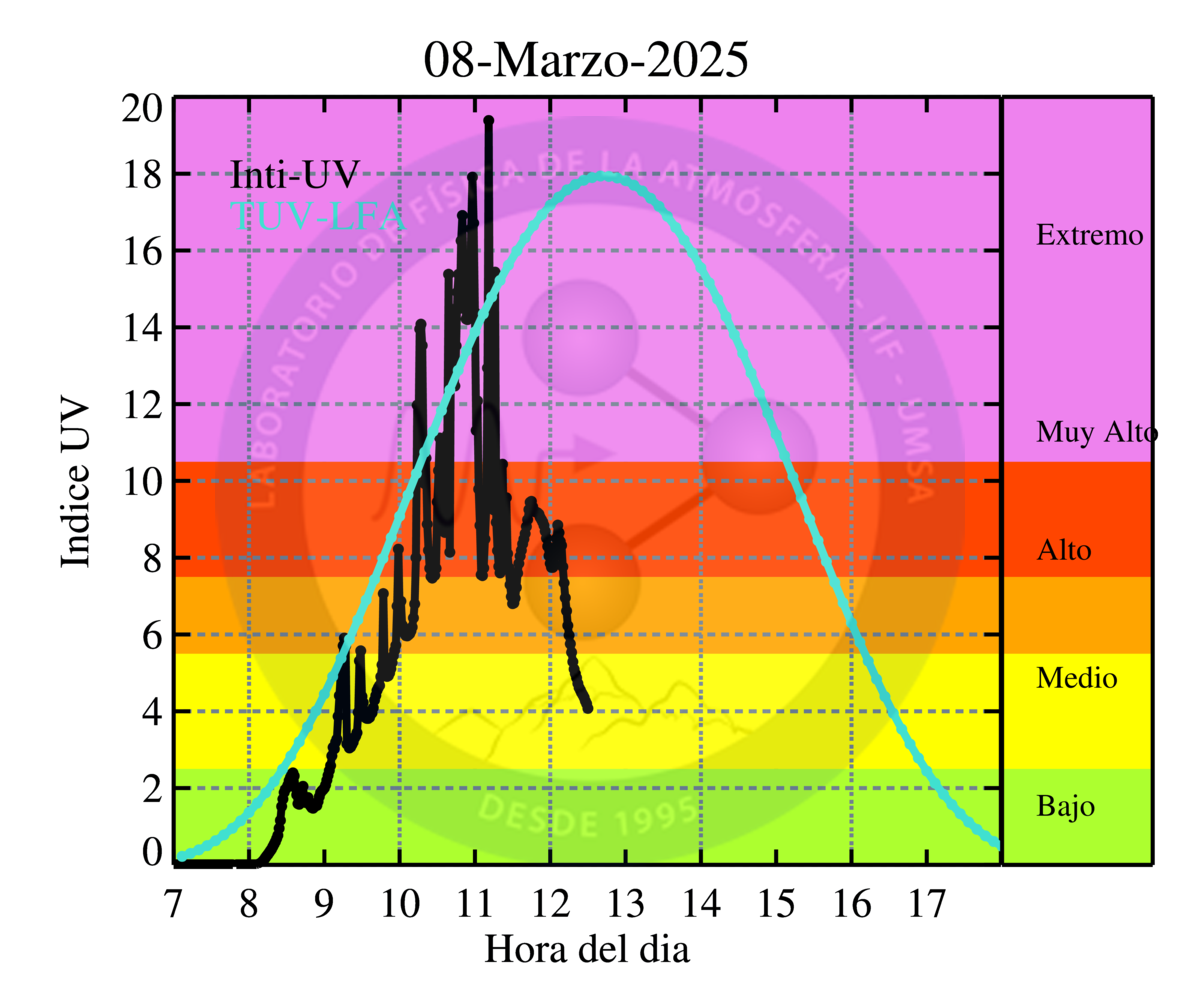 08-Marzo-2025
Inti-UV
TUV-LFA
LABORATORIO DE FÍSICA DE LA ATMÓSFERA - IIF - UMSA
DESDE 1995
Indice UV
20
18
16
14
12
10
8
6
4
2
0
Extremo
Muy Alto
Alto
Medio
Bajo
7 8 9 10 11 12 13 14 15 16 17
Hora del dia